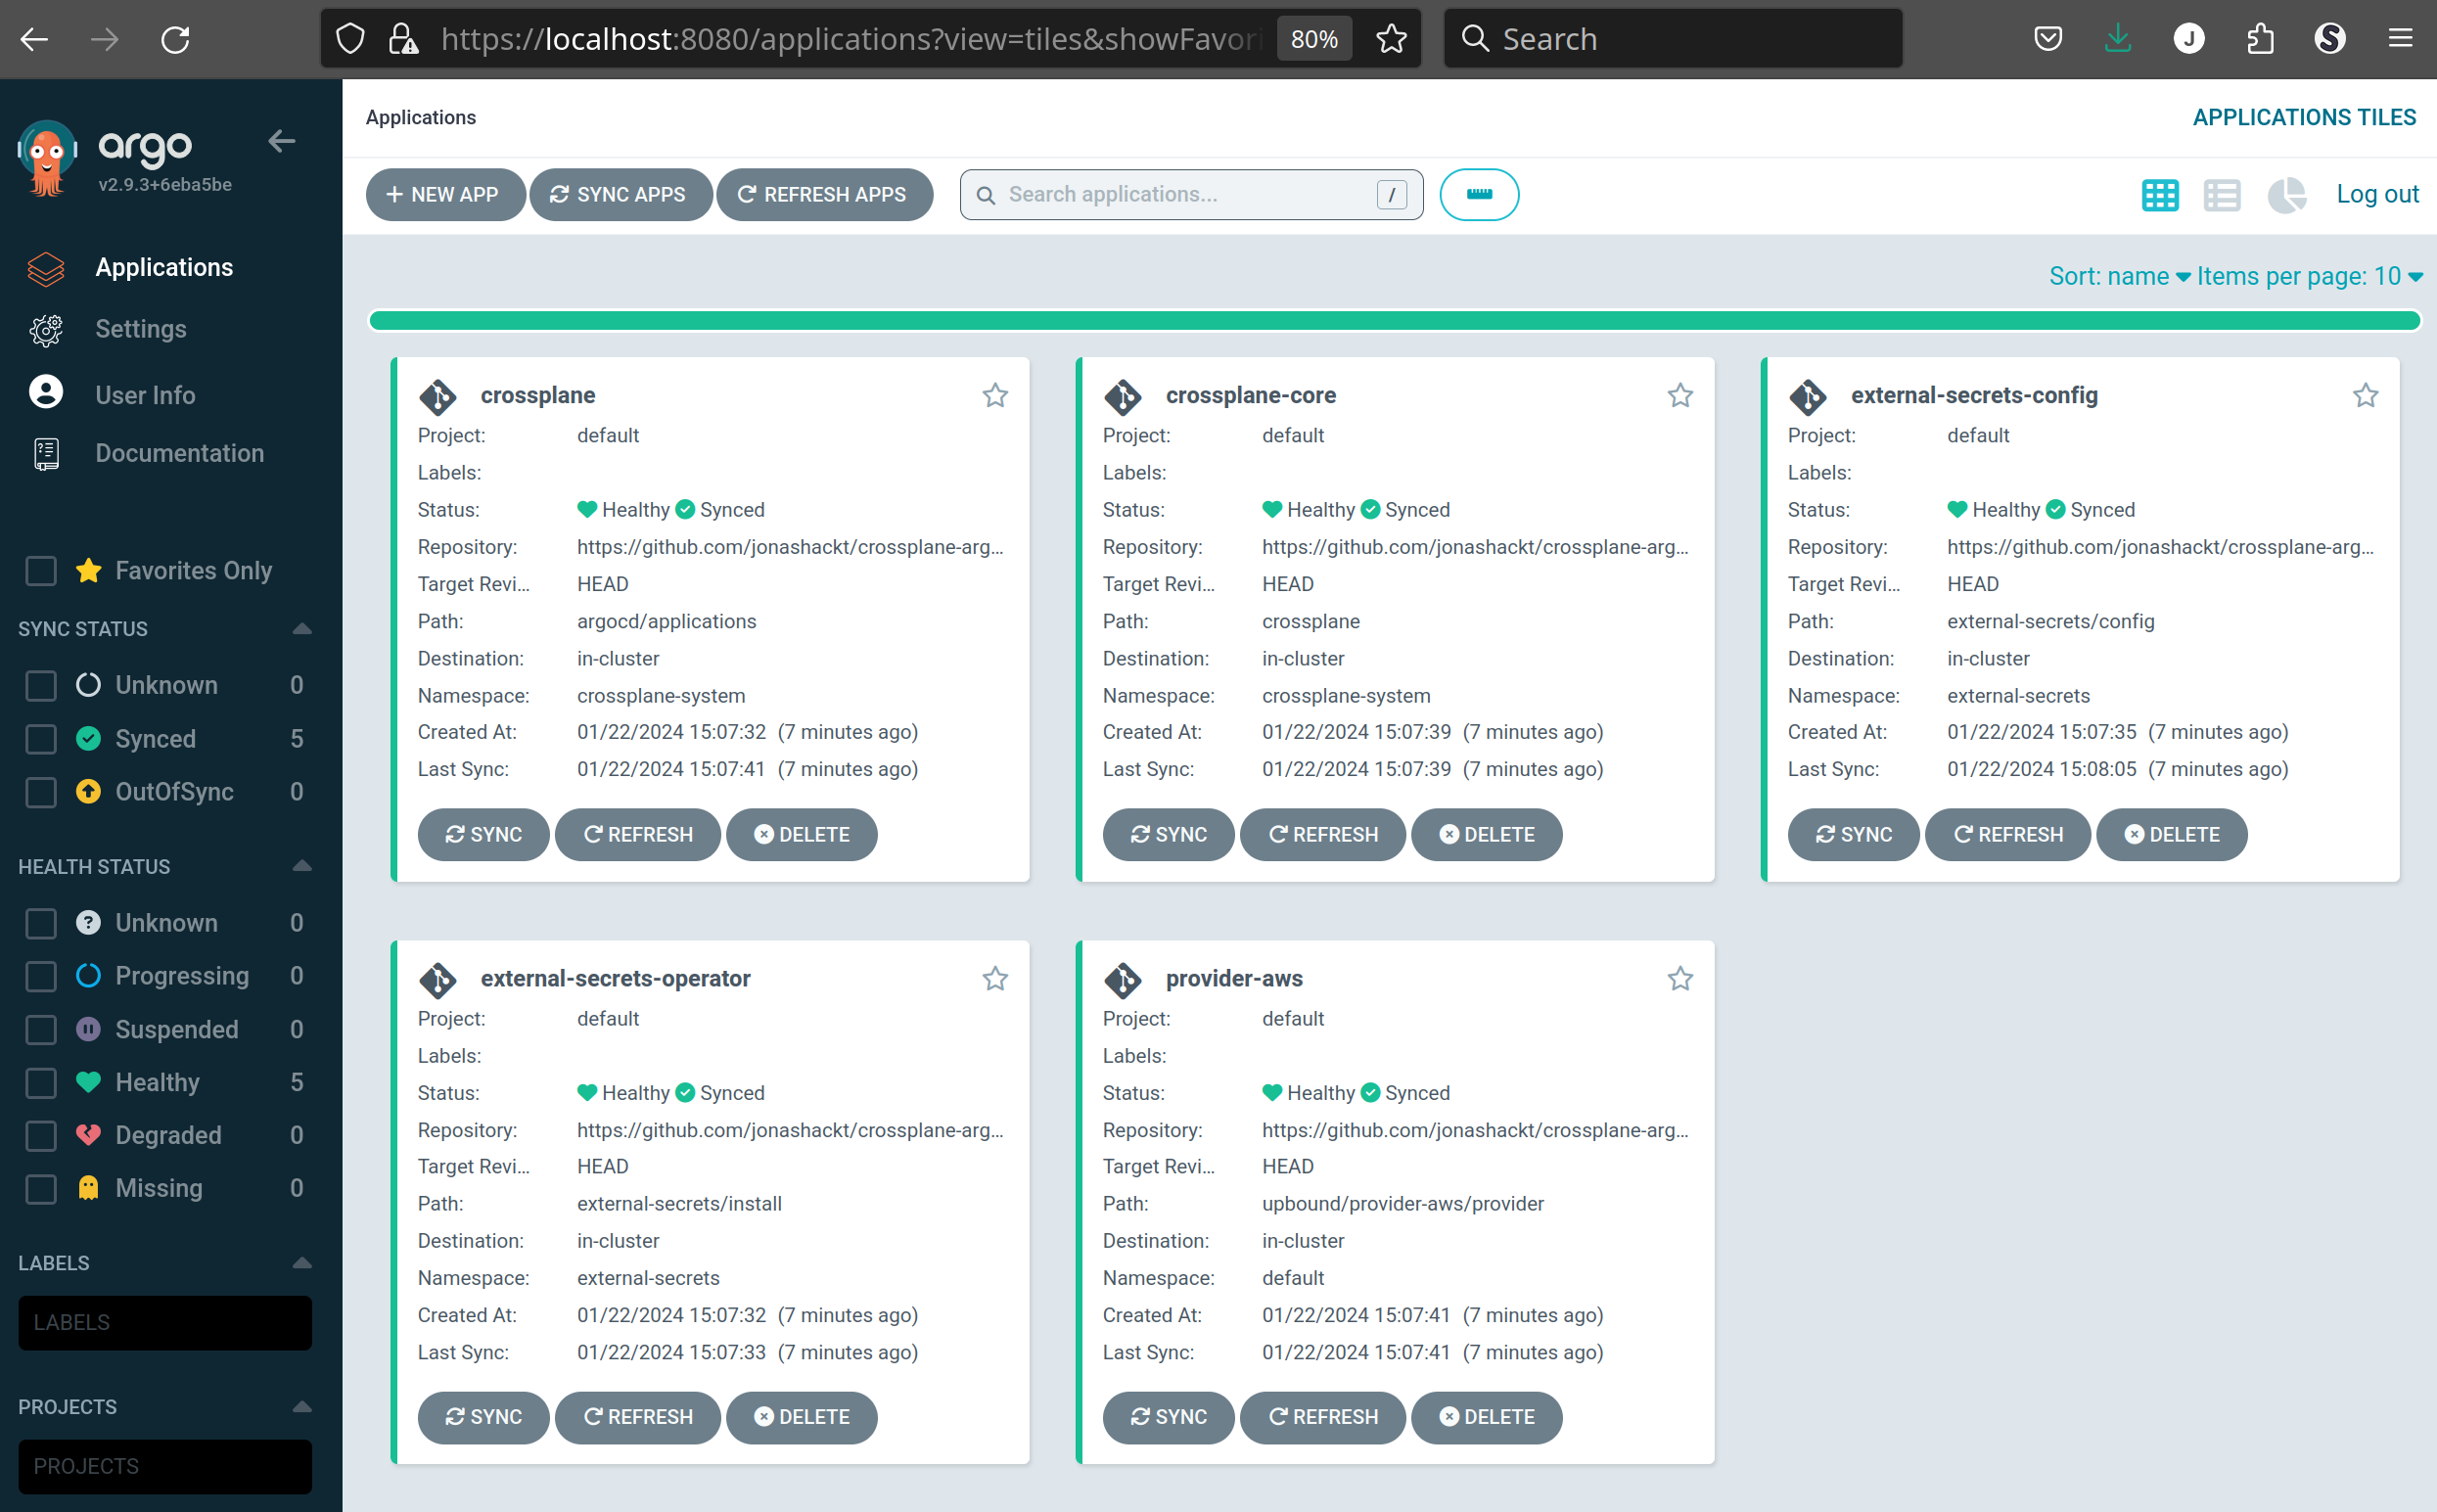 https://localhost:8080/applications?view=tiles&showFavori
80%
Search
J
S
argo
v2.9.3+6eba5be
Applications
Settings
User Info
Documentation
Favorites Only
SYNC STATUS
Unknown 0
Synced 5
OutOfSync 0
HEALTH STATUS
Unknown 0
Progressing 0
Suspended 0
Healthy 5
Degraded 0
Missing 0
LABELS
LABELS
PROJECTS
PROJECTS
Applications
APPLICATIONS TILES
+ NEW APP
SYNC APPS
REFRESH APPS
Search applications...
/
Log out
Sort: name
Items per page: 10
crossplane
Project: default
Labels:
Status: Healthy Synced
Repository: https://github.com/jonashackt/crossplane-arg...
Target Revi... HEAD
Path: argocd/applications
Destination: in-cluster
Namespace: crossplane-system
Created At: 01/22/2024 15:07:32 (7 minutes ago)
Last Sync: 01/22/2024 15:07:41 (7 minutes ago)
SYNC REFRESH DELETE
crossplane-core
Project: default
Labels:
Status: Healthy Synced
Repository: https://github.com/jonashackt/crossplane-arg...
Target Revi... HEAD
Path: crossplane
Destination: in-cluster
Namespace: crossplane-system
Created At: 01/22/2024 15:07:39 (7 minutes ago)
Last Sync: 01/22/2024 15:07:39 (7 minutes ago)
SYNC REFRESH DELETE
external-secrets-config
Project: default
Labels:
Status: Healthy Synced
Repository: https://github.com/jonashackt/crossplane-arg...
Target Revi... HEAD
Path: external-secrets/config
Destination: in-cluster
Namespace: external-secrets
Created At: 01/22/2024 15:07:35 (7 minutes ago)
Last Sync: 01/22/2024 15:08:05 (7 minutes ago)
SYNC REFRESH DELETE
external-secrets-operator
Project: default
Labels:
Status: Healthy Synced
Repository: https://github.com/jonashackt/crossplane-arg...
Target Revi... HEAD
Path: external-secrets/install
Destination: in-cluster
Namespace: external-secrets
Created At: 01/22/2024 15:07:32 (7 minutes ago)
Last Sync: 01/22/2024 15:07:33 (7 minutes ago)
SYNC REFRESH DELETE
provider-aws
Project: default
Labels:
Status: Healthy Synced
Repository: https://github.com/jonashackt/crossplane-arg...
Target Revi... HEAD
Path: upbound/provider-aws/provider
Destination: in-cluster
Namespace: default
Created At: 01/22/2024 15:07:41 (7 minutes ago)
Last Sync: 01/22/2024 15:07:41 (7 minutes ago)
SYNC REFRESH DELETE